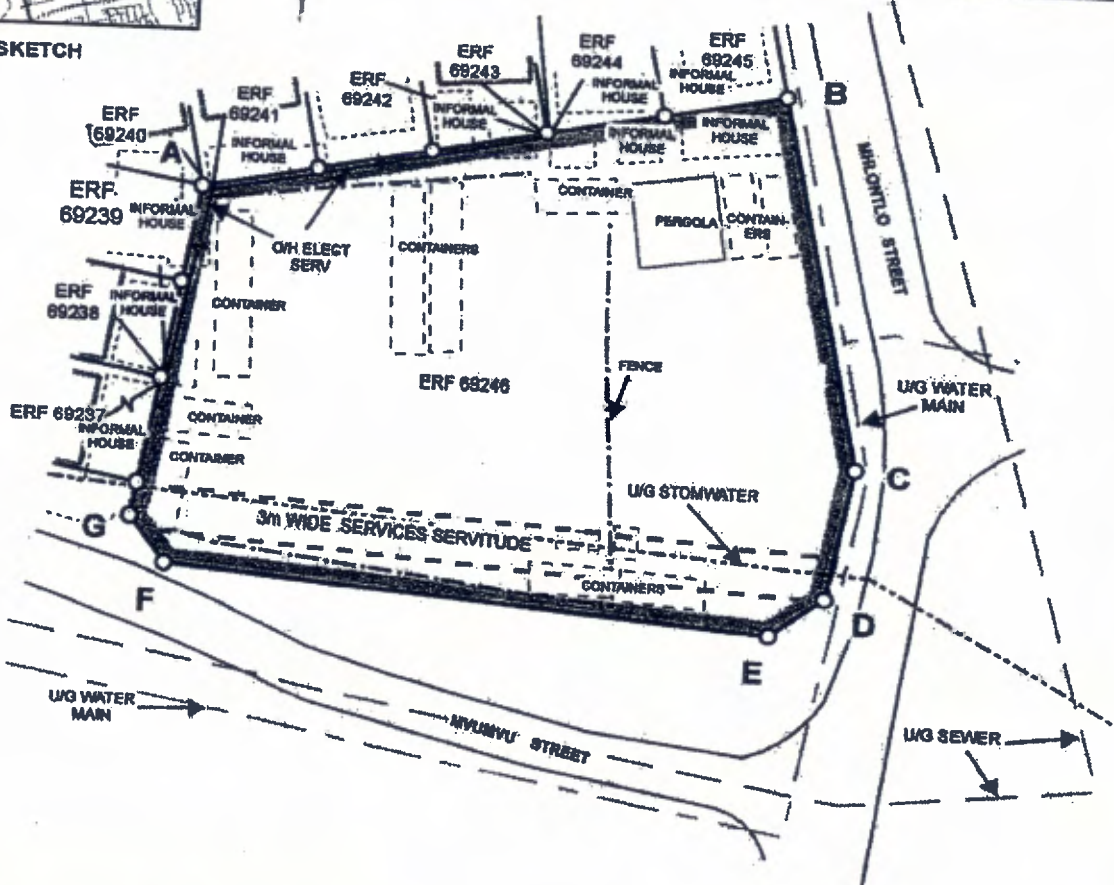 SKETCH
ERF
69240
ERF
69241
ERF
69242
ERF
69243
ERF
69244
ERF
69245
INFORMAL
HOUSE
INFORMAL
HOUSE
INFORMAL
HOUSE
INFORMAL
HOUSE
INFORMAL
HOUSE
INFORMAL
HOUSE
A
B
ERF
69239
INFORMAL
HOUSE
O/H ELECT
SERV
CONTAINER
CONTAINERS
CONTAINER
PERGOLA
CONTAIN-
ERS
STREET
ERF
69238
INFORMAL
HOUSE
ERF 69246
FENCE
U/G WATER
MAIN
ERF 69237
INFORMAL
HOUSE
CONTAINER
CONTAINER
U/G STOMWATER
C
G
3m WIDE SERVICES SERVITUDE
CONTAINERS
F
D
E
U/G WATER
MAIN
MVUMVU STREET
U/G SEWER